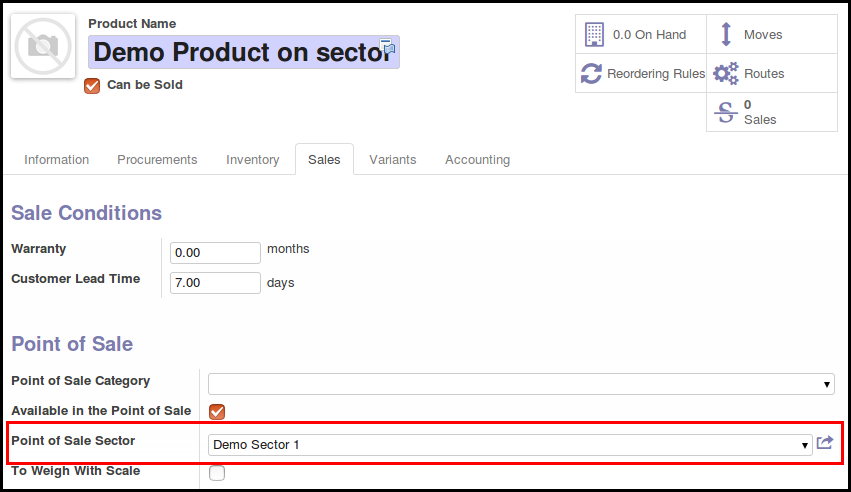 Product Name
Demo Product on sector
Can be Sold
0.0 On Hand
Moves
Reordering Rules
Routes
0
Sales
Information Procurements Inventory Sales Variants Accounting
Sale Conditions
Warranty 0.00 months
Customer Lead Time 7.00 days
Point of Sale
Point of Sale Category
Available in the Point of Sale
Point of Sale Sector Demo Sector 1
To Weigh With Scale